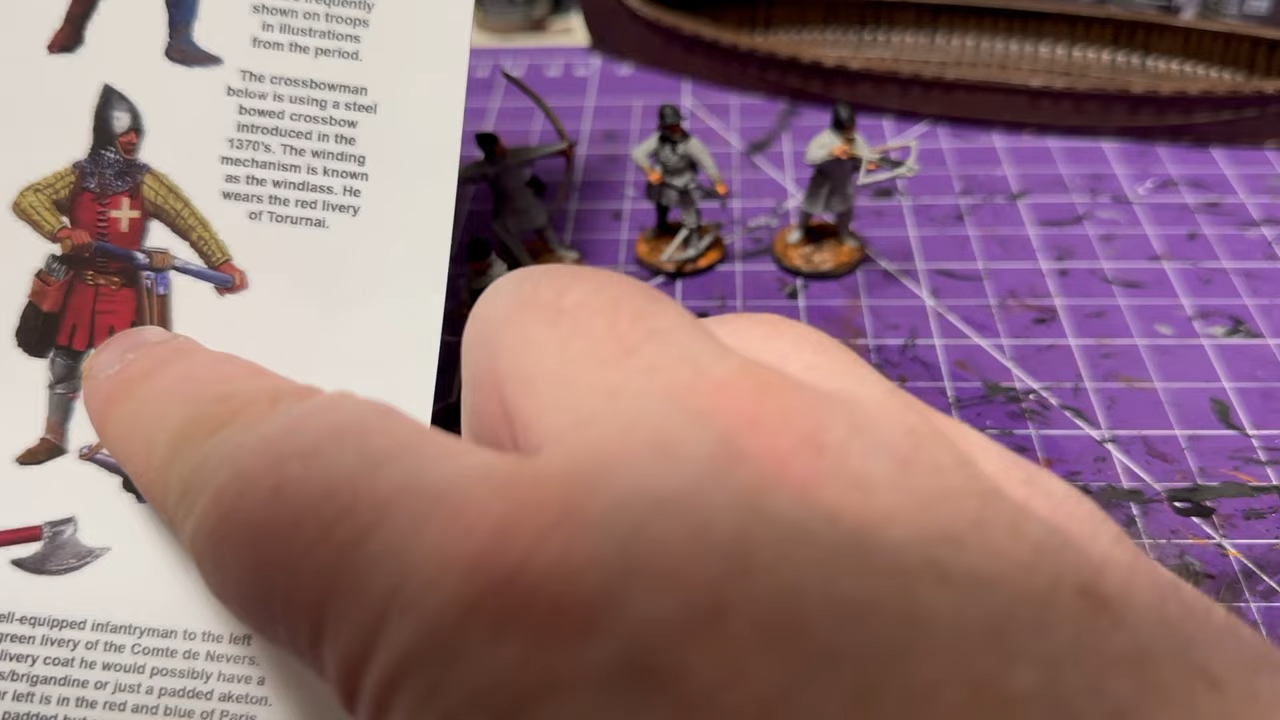 frequently
shown on troops
in illustrations
from the period.
The crossbowman
below is using a steel
bowed crossbow
introduced in the
1370's. The winding
mechanism is known
as the windlass. He
wears the red livery
of Torurnai.
ell-equipped infantryman to the left
green livery of the Comte de Nevers.
livery coat he would possibly have a
s/brigandine or just a padded aketon.
r left is in the red and blue of Paris
padded but